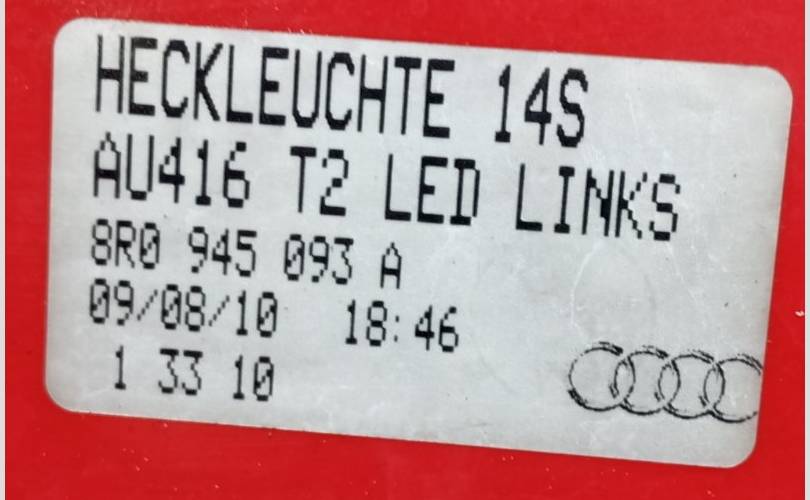 HECKLEUCHTE 14S
AU416 T2 LED LINKS
8R0 945 093 A
09/08/10 18:46
1 33 10